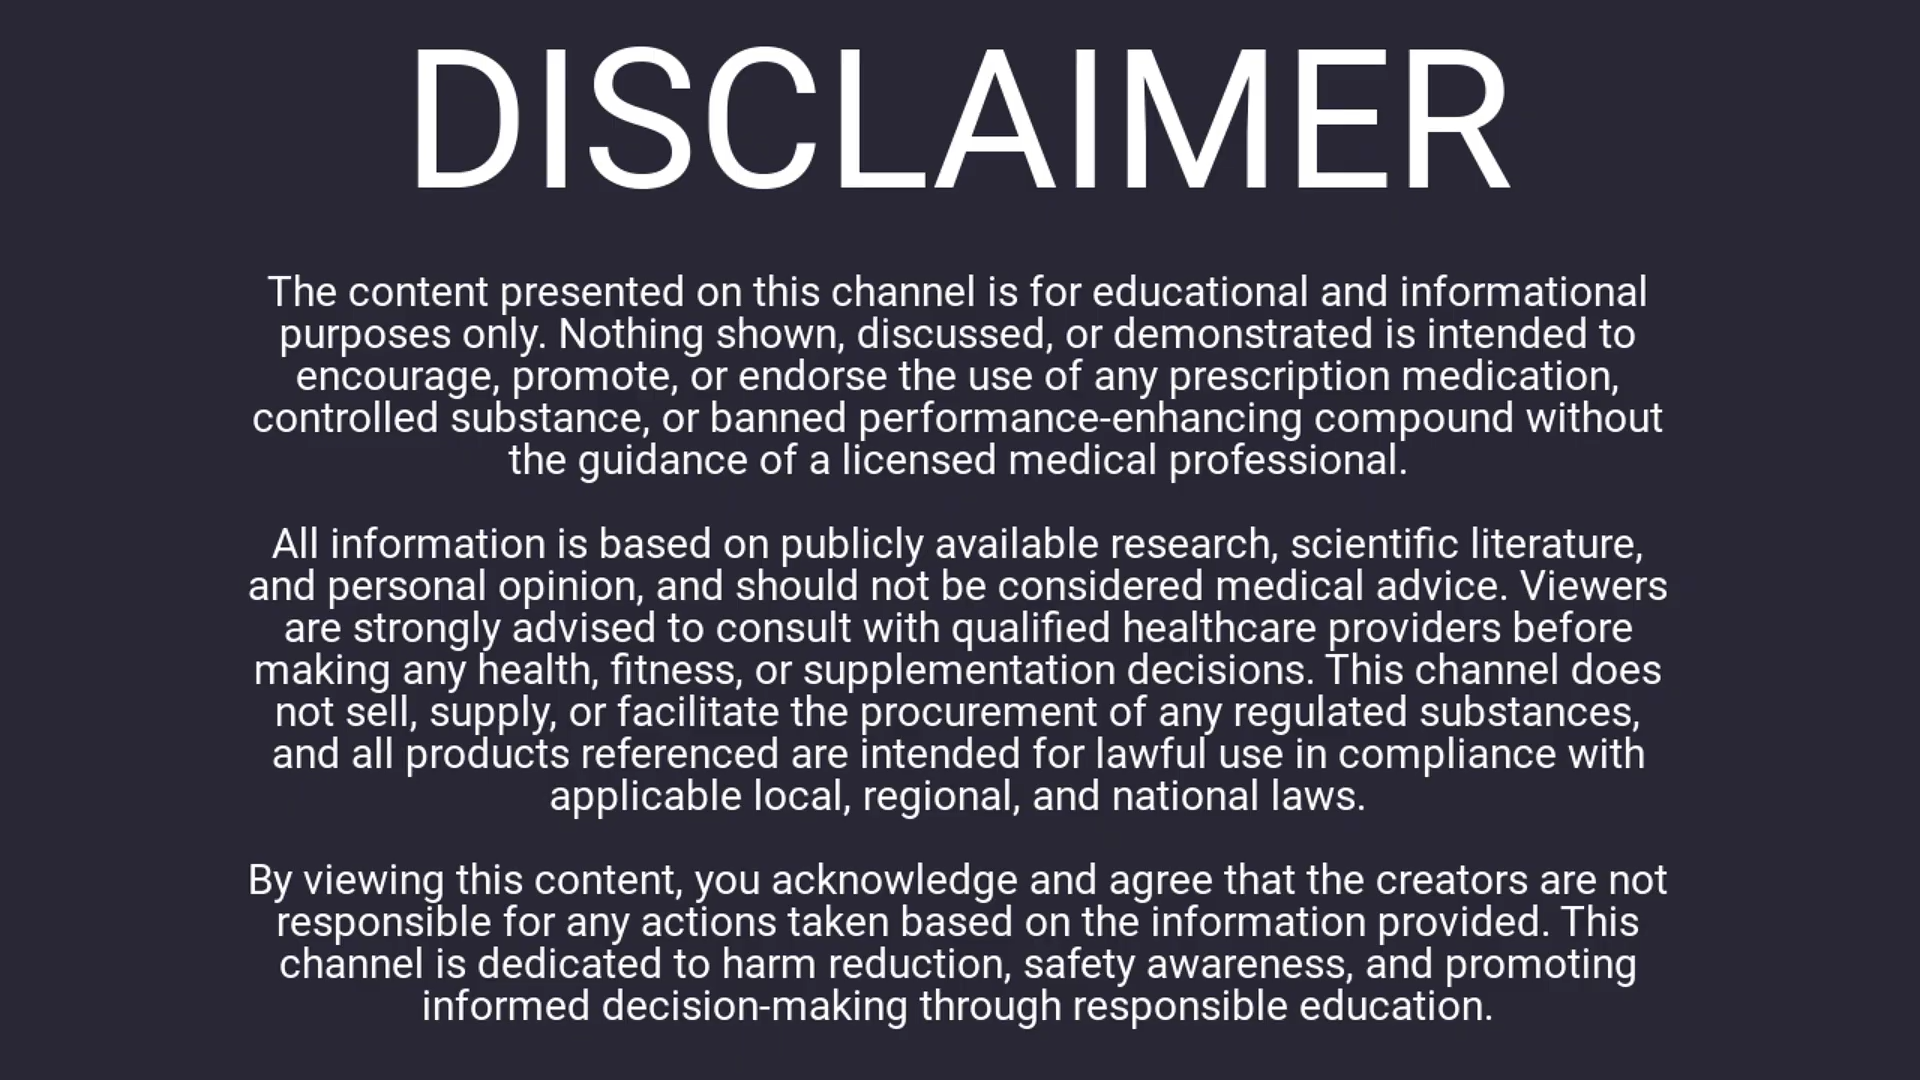 DISCLAIMER
The content presented on this channel is for educational and informational
purposes only. Nothing shown, discussed, or demonstrated is intended to
encourage, promote, or endorse the use of any prescription medication,
controlled substance, or banned performance-enhancing compound without
the guidance of a licensed medical professional.
All information is based on publicly available research, scientific literature,
and personal opinion, and should not be considered medical advice. Viewers
are strongly advised to consult with qualified healthcare providers before
making any health, fitness, or supplementation decisions. This channel does
not sell, supply, or facilitate the procurement of any regulated substances,
and all products referenced are intended for lawful use in compliance with
applicable local, regional, and national laws.
By viewing this content, you acknowledge and agree that the creators are not
responsible for any actions taken based on the information provided. This
channel is dedicated to harm reduction, safety awareness, and promoting
informed decision-making through responsible education.